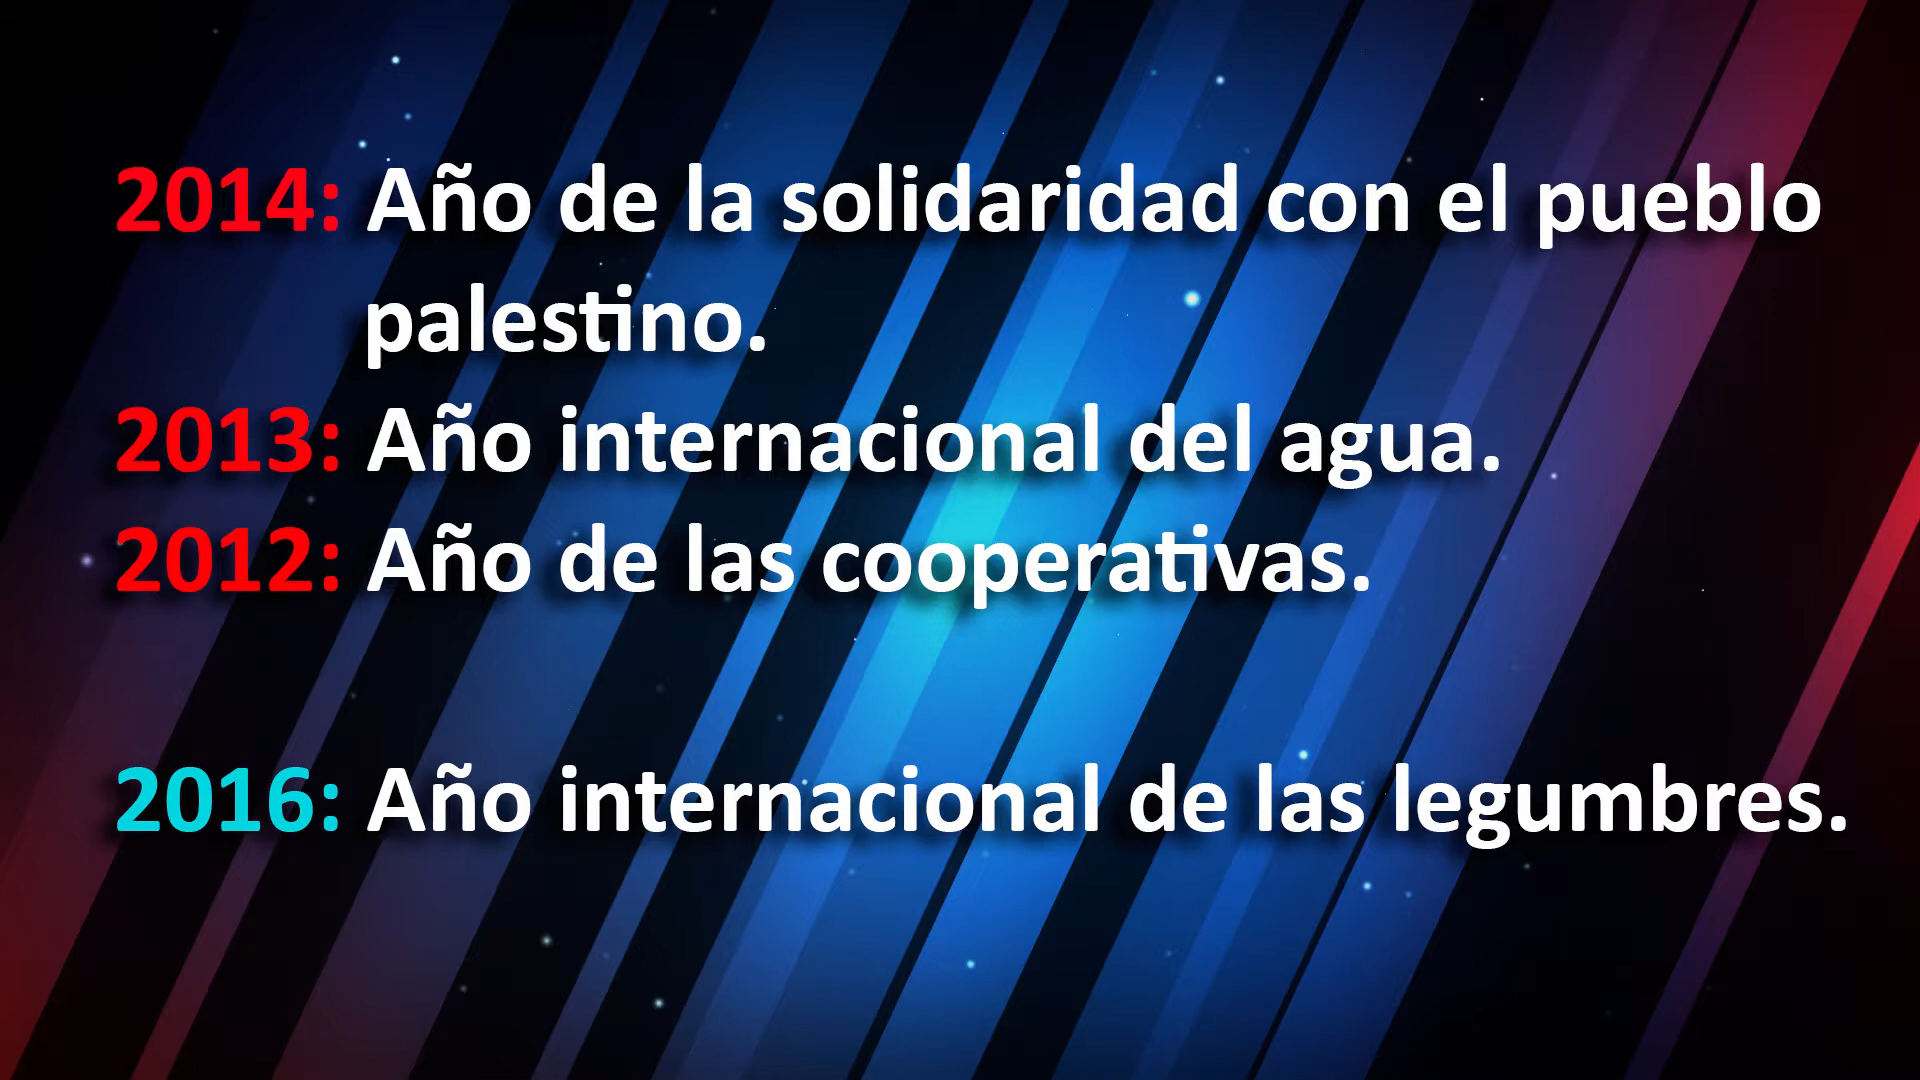 2014: Año de la solidaridad con el pueblo
palestino.
2013: Año internacional del agua.
2012: Año de las cooperativas.
2016: Año internacional de las legumbres.